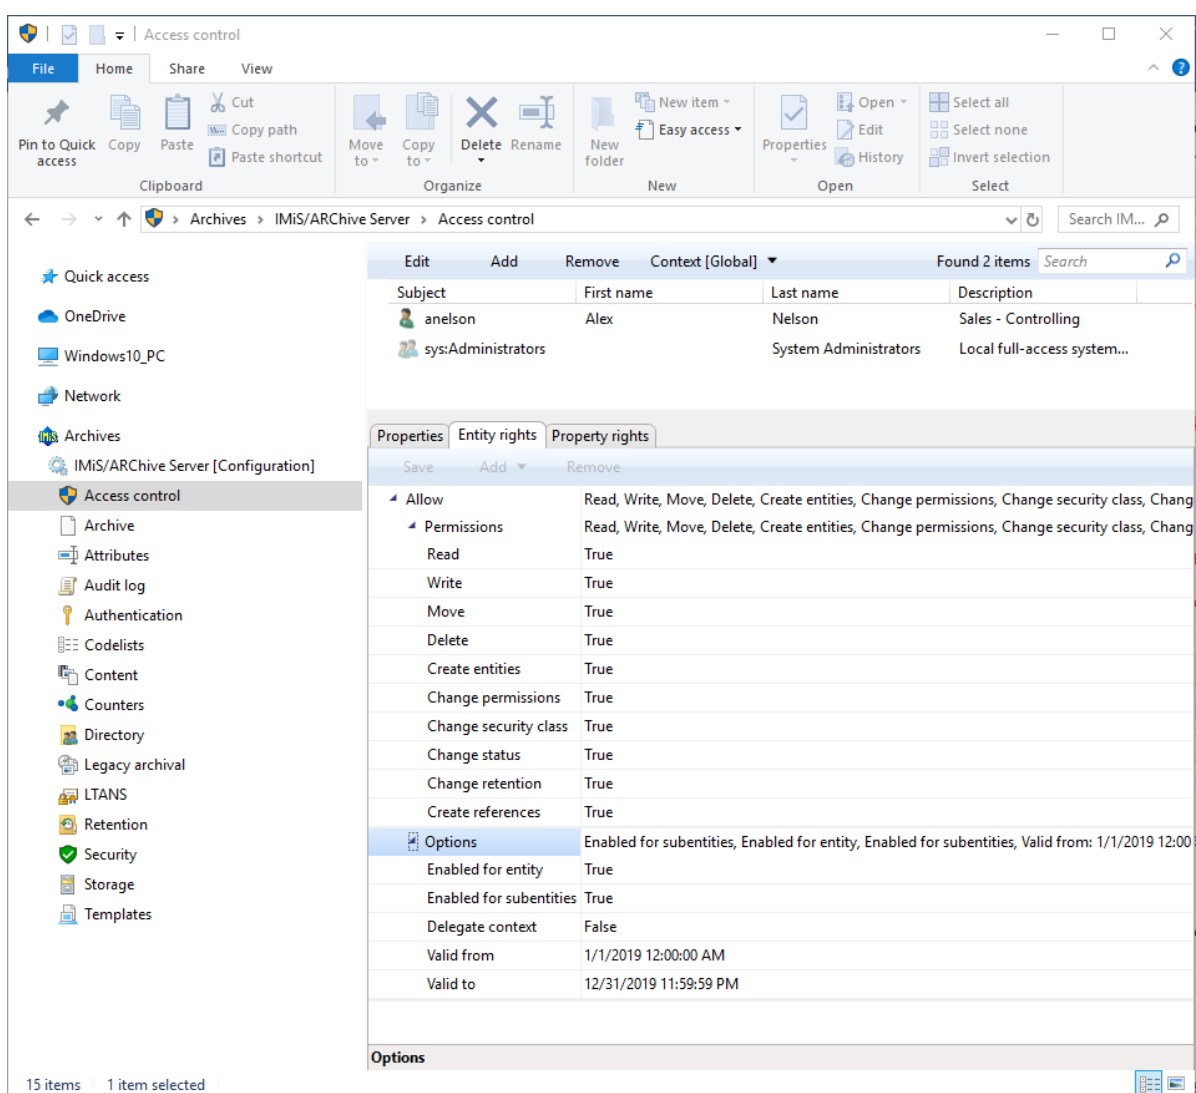 Access control
File Home Share View
Pin to Quick access
Copy
Paste
Cut
Copy path
Paste shortcut
Clipboard
Move to
Copy to
Delete
Rename
Organize
New folder
New item
Easy access
New
Properties
Open
Edit
History
Open
Select all
Select none
Invert selection
Select
Archives > IMiS/ARChive Server > Access control
Search IM...
Quick access
OneDrive
Windows10_PC
Network
Archives
IMiS/ARChive Server [Configuration]
Access control
Archive
Attributes
Audit log
Authentication
Codelists
Content
Counters
Directory
Legacy archival
LTANS
Retention
Security
Storage
Templates
Edit Add Remove Context [Global] Found 2 items Search
Subject First name Last name Description
anelson Alex Nelson Sales - Controlling
sys:Administrators System Administrators Local full-access system...
Properties Entity rights Property rights
Save Add Remove
Allow Read, Write, Move, Delete, Create entities, Change permissions, Change security class, Chang
Permissions Read, Write, Move, Delete, Create entities, Change permissions, Change security class, Chang
Read True
Write True
Move True
Delete True
Create entities True
Change permissions True
Change security class True
Change status True
Change retention True
Create references True
Options Enabled for subentities, Enabled for entity, Enabled for subentities, Valid from: 1/1/2019 12:00
Enabled for entity True
Enabled for subentities True
Delegate context False
Valid from 1/1/2019 12:00:00 AM
Valid to 12/31/2019 11:59:59 PM
Options
15 items 1 item selected